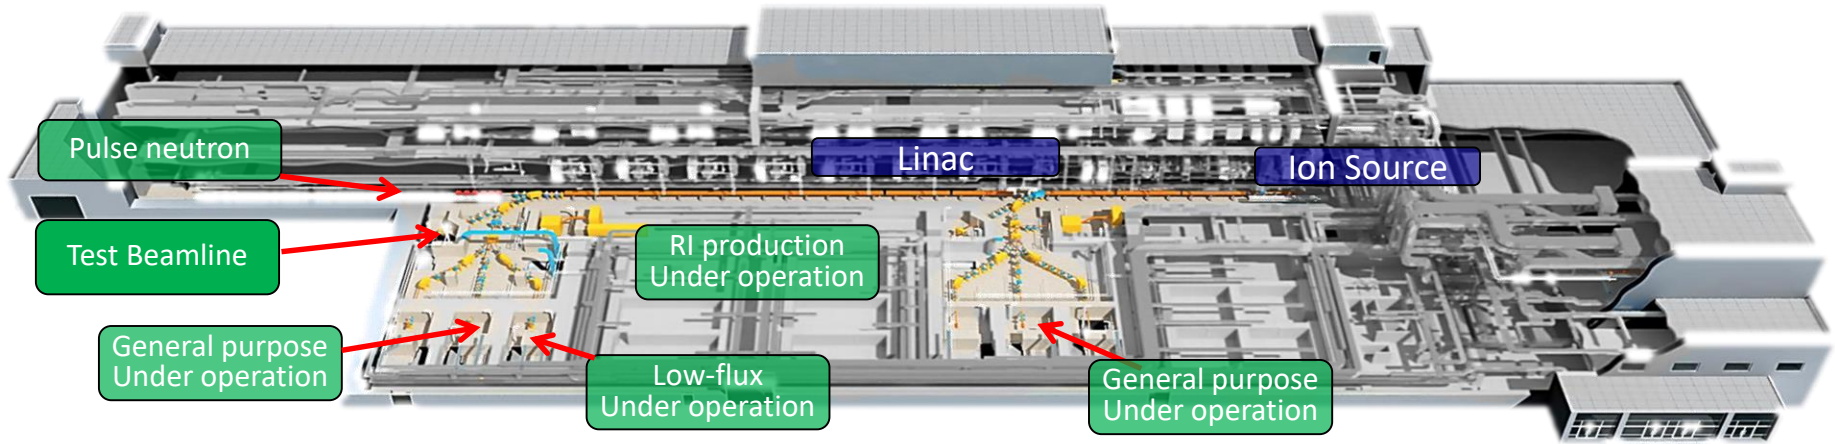 Pulse neutron
Linac
Ion Source
Test Beamline
RI production
Under operation
General purpose
Under operation
Low-flux
Under operation
General purpose
Under operation